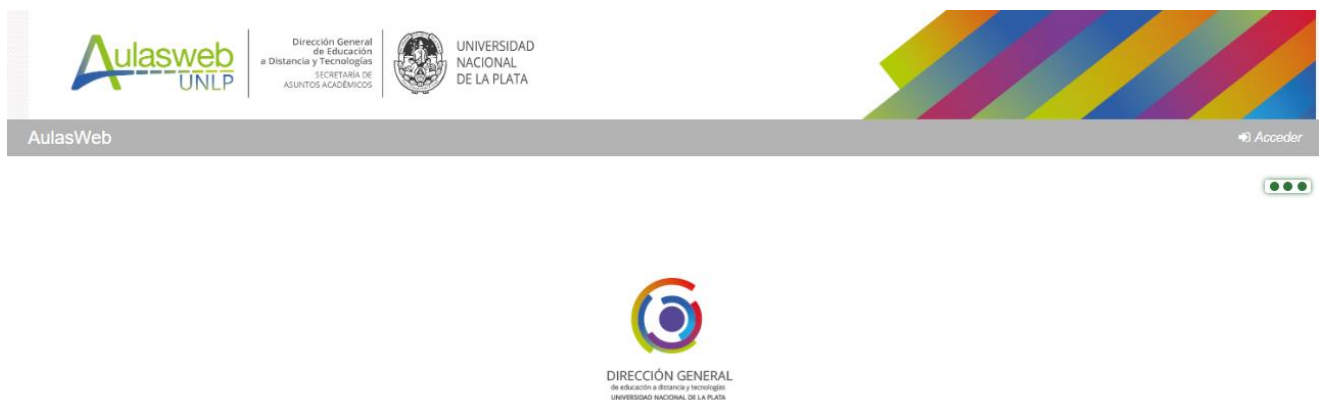 Aulasweb
UNLP
Dirección General
de Educación
a Distancia y Tecnologías
SECRETARÍA DE
ASUNTOS ACADÉMICOS
UNIVERSIDAD
NACIONAL
DE LA PLATA
AulasWeb
Acceder
DIRECCIÓN GENERAL
de educación a distancia y tecnologías
UNIVERSIDAD NACIONAL DE LA PLATA